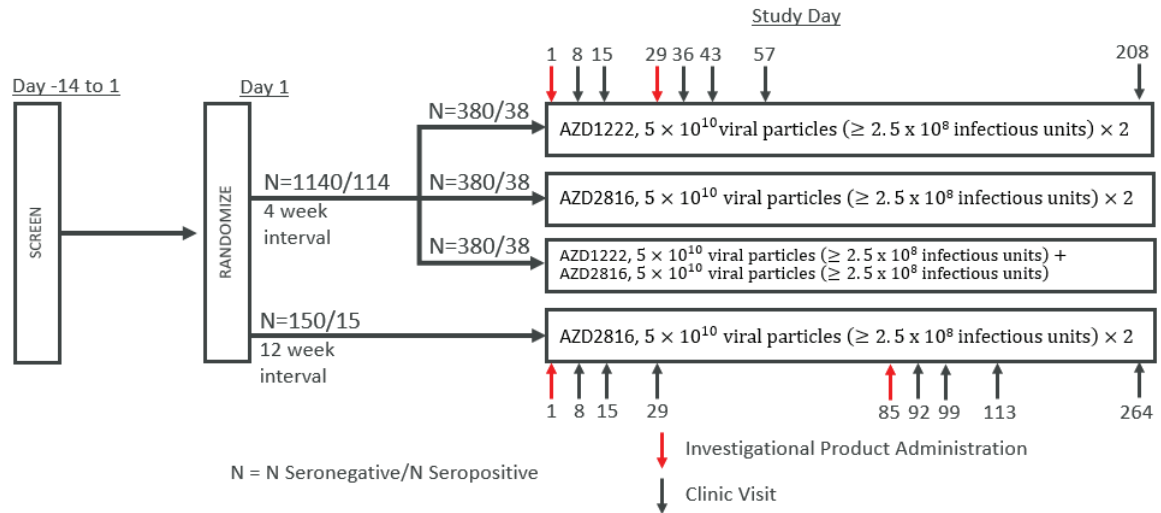 Study Day
1 8 15 29 36 43 57 208
Day -14 to 1
Day 1
SCREEN
RANDOMIZE
N=380/38
AZD1222, 5 × 10¹⁰ viral particles (≥ 2.5 x 10⁸ infectious units) × 2
N=1140/114
4 week
interval
N=380/38
AZD2816, 5 × 10¹⁰ viral particles (≥ 2.5 x 10⁸ infectious units) × 2
N=380/38
AZD1222, 5 × 10¹⁰ viral particles (≥ 2.5 x 10⁸ infectious units) +
AZD2816, 5 × 10¹⁰ viral particles (≥ 2.5 x 10⁸ infectious units)
N=150/15
12 week
interval
AZD2816, 5 × 10¹⁰ viral particles (≥ 2.5 x 10⁸ infectious units) × 2
1 8 15 29 85 92 99 113 264
Investigational Product Administration
N = N Seronegative/N Seropositive
Clinic Visit